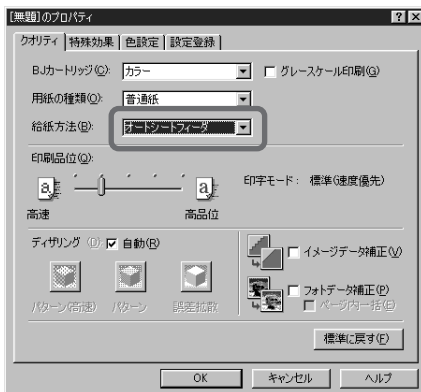 [無題]のプロパティ
クオリティ 特殊効果 色設定 設定登録
BJカートリッジ(C): カラー グレースケール印刷(G)
用紙の種類(O): 普通紙
給紙方法(B): オートシートフィーダ
印刷品位(Q):
印字モード: 標準(速度優先)
高速 高品位
ディザリング (D) 自動(R)
イメージデータ補正(V)
フォトデータ補正(P)
ページ内一括(E)
パターン(高速) パターン 誤差拡散
標準に戻す(F)
OK キャンセル ヘルプ